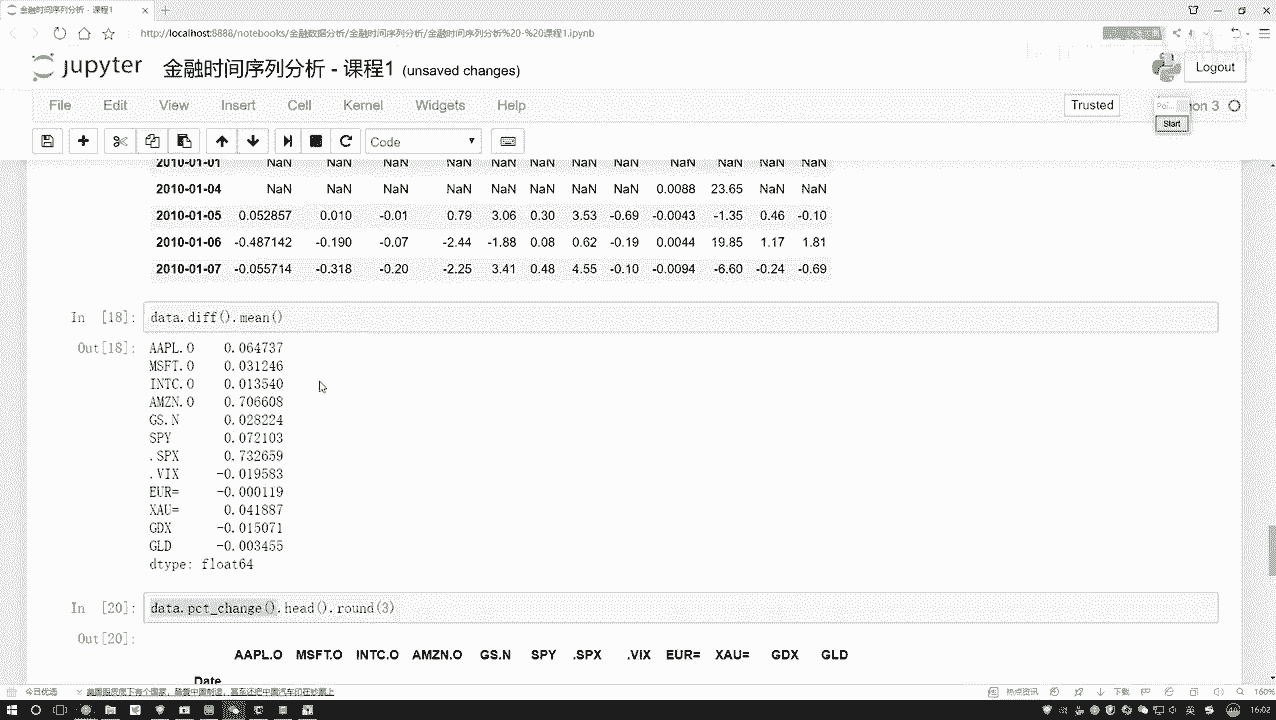 金融时间序列分析 - 课程1
http://localhost:8888/notebooks/金融数据分析/金融时间序列分析/金融时间序列分析%20-%20课程1.ipynb
jupyter 金融时间序列分析 - 课程1 (unsaved changes)
Logout
File Edit View Insert Cell Kernel Widgets Help
Trusted
on 3
Start
Code
2010-01-01 NaN NaN NaN NaN NaN NaN NaN NaN NaN NaN NaN NaN
2010-01-04 NaN NaN NaN NaN NaN NaN NaN NaN 0.0088 23.65 NaN NaN
2010-01-05 0.052857 0.010 -0.01 0.79 3.06 0.30 3.53 -0.69 -0.0043 -1.35 0.46 -0.10
2010-01-06 -0.487142 -0.190 -0.07 -2.44 -1.88 0.08 0.62 -0.19 0.0044 19.85 1.17 1.81
2010-01-07 -0.055714 -0.318 -0.20 -2.25 3.41 0.48 4.55 -0.10 -0.0094 -6.60 -0.24 -0.69
In [18]: data.diff().mean()
Out[18]: AAPL.O 0.064737
MSFT.O 0.031246
INTC.O 0.013540
AMZN.O 0.706608
GS.N 0.028224
SPY 0.072103
.SPX 0.732659
.VIX -0.019583
EUR= -0.000119
XAU= 0.041887
GDX -0.015071
GLD -0.003455
dtype: float64
In [20]: data.pct_change().head().round(3)
Out[20]:
AAPL.O MSFT.O INTC.O AMZN.O GS.N SPY .SPX .VIX EUR= XAU= GDX GLD
Date
今日优选
热点资讯
下载
160%
英
16:02